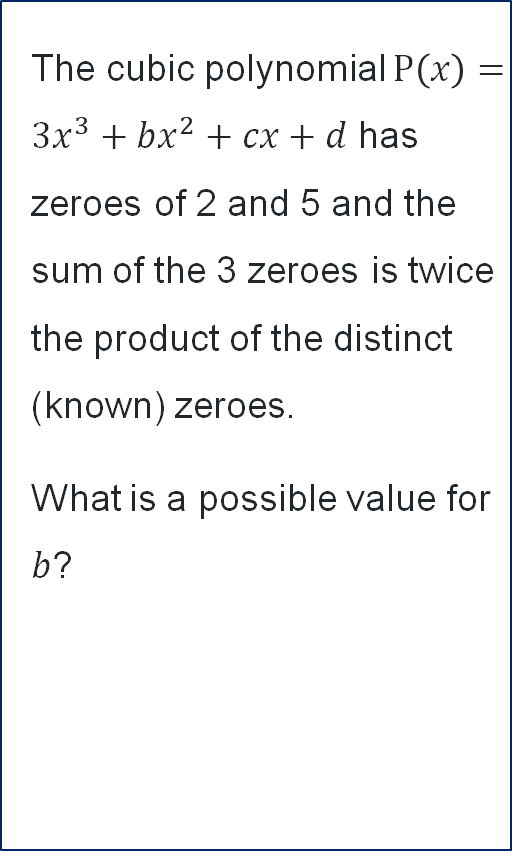 The cubic polynomial P(x) =
3x³ + bx² + cx + d has
zeroes of 2 and 5 and the
sum of the 3 zeroes is twice
the product of the distinct
(known) zeroes.
What is a possible value for
b?